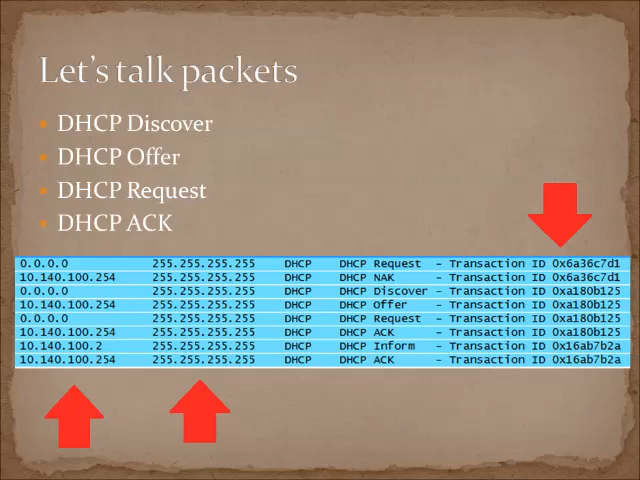 Let's talk packets
DHCP Discover
DHCP Offer
DHCP Request
DHCP ACK
0.0.0.0 255.255.255.255 DHCP DHCP Request - Transaction ID 0x6a36c7d1
10.140.100.254 255.255.255.255 DHCP DHCP NAK - Transaction ID 0x6a36c7d1
0.0.0.0 255.255.255.255 DHCP DHCP Discover - Transaction ID 0xa180b125
10.140.100.254 255.255.255.255 DHCP DHCP Offer - Transaction ID 0xa180b125
0.0.0.0 255.255.255.255 DHCP DHCP Request - Transaction ID 0xa180b125
10.140.100.254 255.255.255.255 DHCP DHCP ACK - Transaction ID 0xa180b125
10.140.100.2 255.255.255.255 DHCP DHCP Inform - Transaction ID 0x16ab7b2a
10.140.100.254 255.255.255.255 DHCP DHCP ACK - Transaction ID 0x16ab7b2a